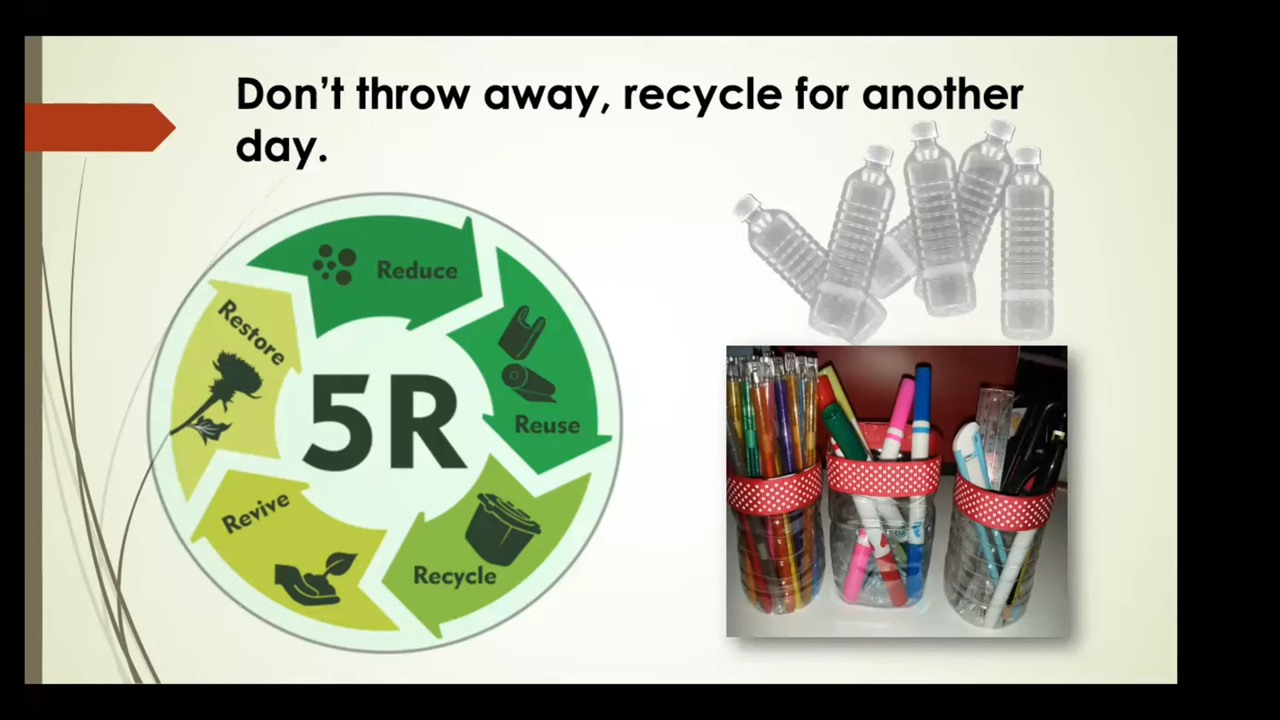 Don't throw away, recycle for another
day.
Reduce
Restore
Reuse
5R
Revive
Recycle